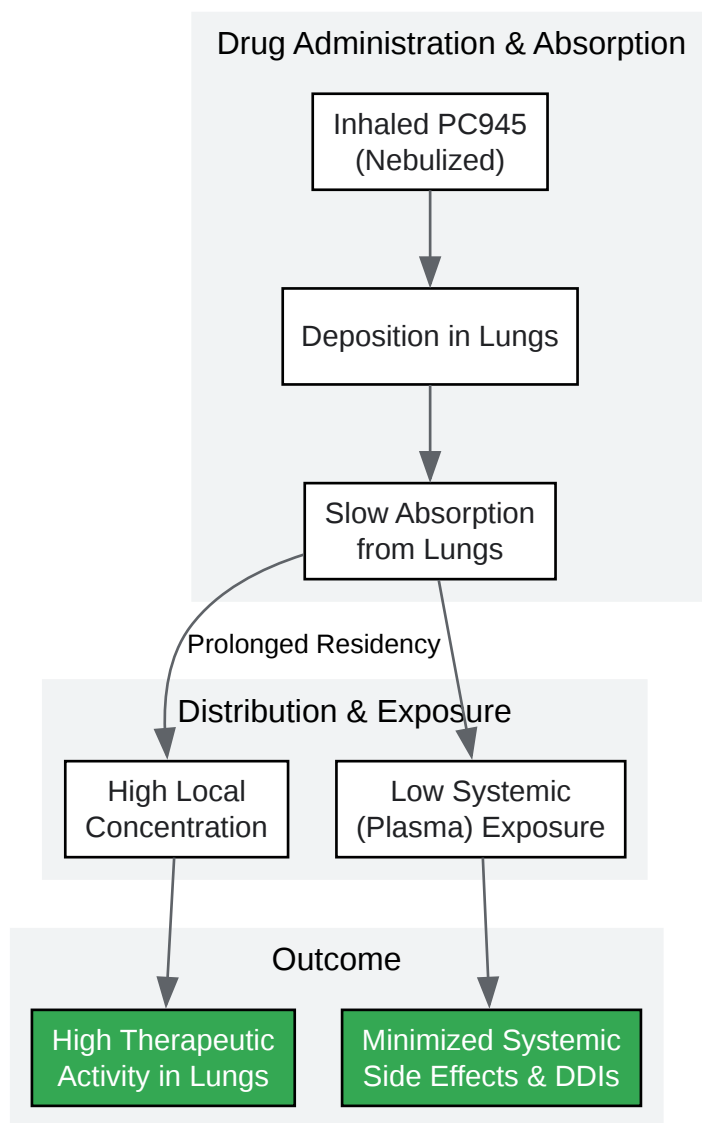 Drug Administration & Absorption
Inhaled PC945
(Nebulized)
Deposition in Lungs
Slow Absorption
from Lungs
Prolonged Residency
Distribution & Exposure
High Local
Concentration
Low Systemic
(Plasma) Exposure
Outcome
High Therapeutic
Activity in Lungs
Minimized Systemic
Side Effects & DDIs